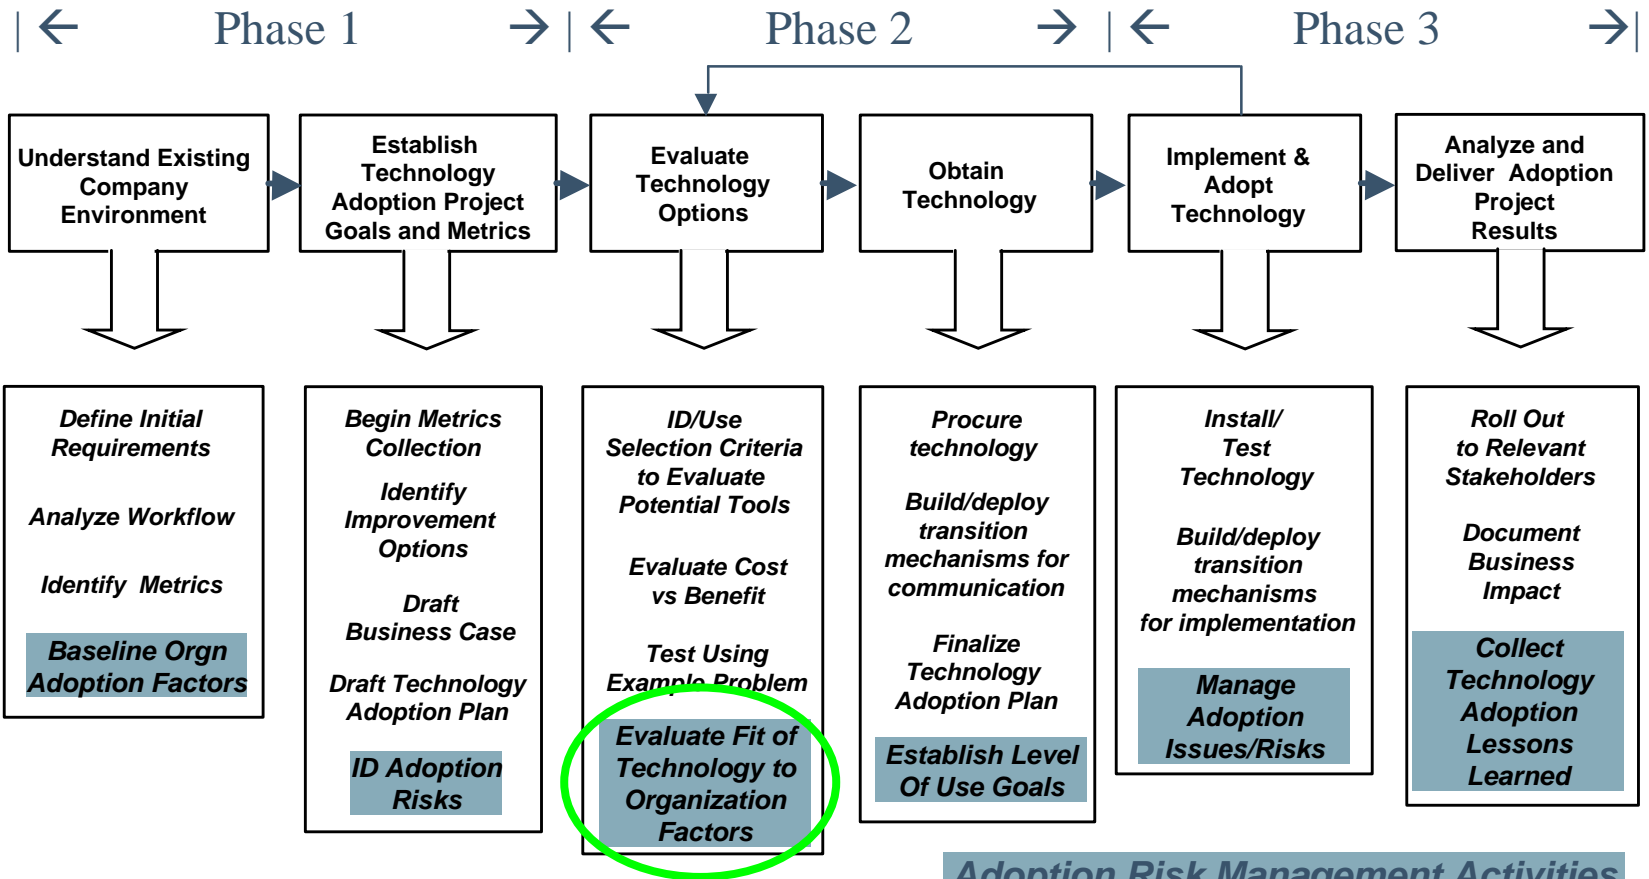 | ← Phase 1 → | ← Phase 2 → | ← Phase 3 → |
Understand Existing
Company
Environment
Establish
Technology
Adoption Project
Goals and Metrics
Evaluate
Technology
Options
Obtain
Technology
Implement &
Adopt
Technology
Analyze and
Deliver Adoption
Project
Results
Define Initial
Requirements
Analyze Workflow
Identify Metrics
Baseline Orgn
Adoption Factors
Begin Metrics
Collection
Identify
Improvement
Options
Draft
Business Case
Draft Technology
Adoption Plan
ID Adoption
Risks
ID/Use
Selection Criteria
to Evaluate
Potential Tools
Evaluate Cost
vs Benefit
Test Using
Example Problem
Evaluate Fit of
Technology to
Organization
Factors
Procure
technology
Build/deploy
transition
mechanisms for
communication
Finalize
Technology
Adoption Plan
Establish Level
Of Use Goals
Install/
Test
Technology
Build/deploy
transition
mechanisms
for implementation
Manage
Adoption
Issues/Risks
Roll Out
to Relevant
Stakeholders
Document
Business
Impact
Collect
Technology
Adoption
Lessons
Learned
Adoption Risk Management Activities